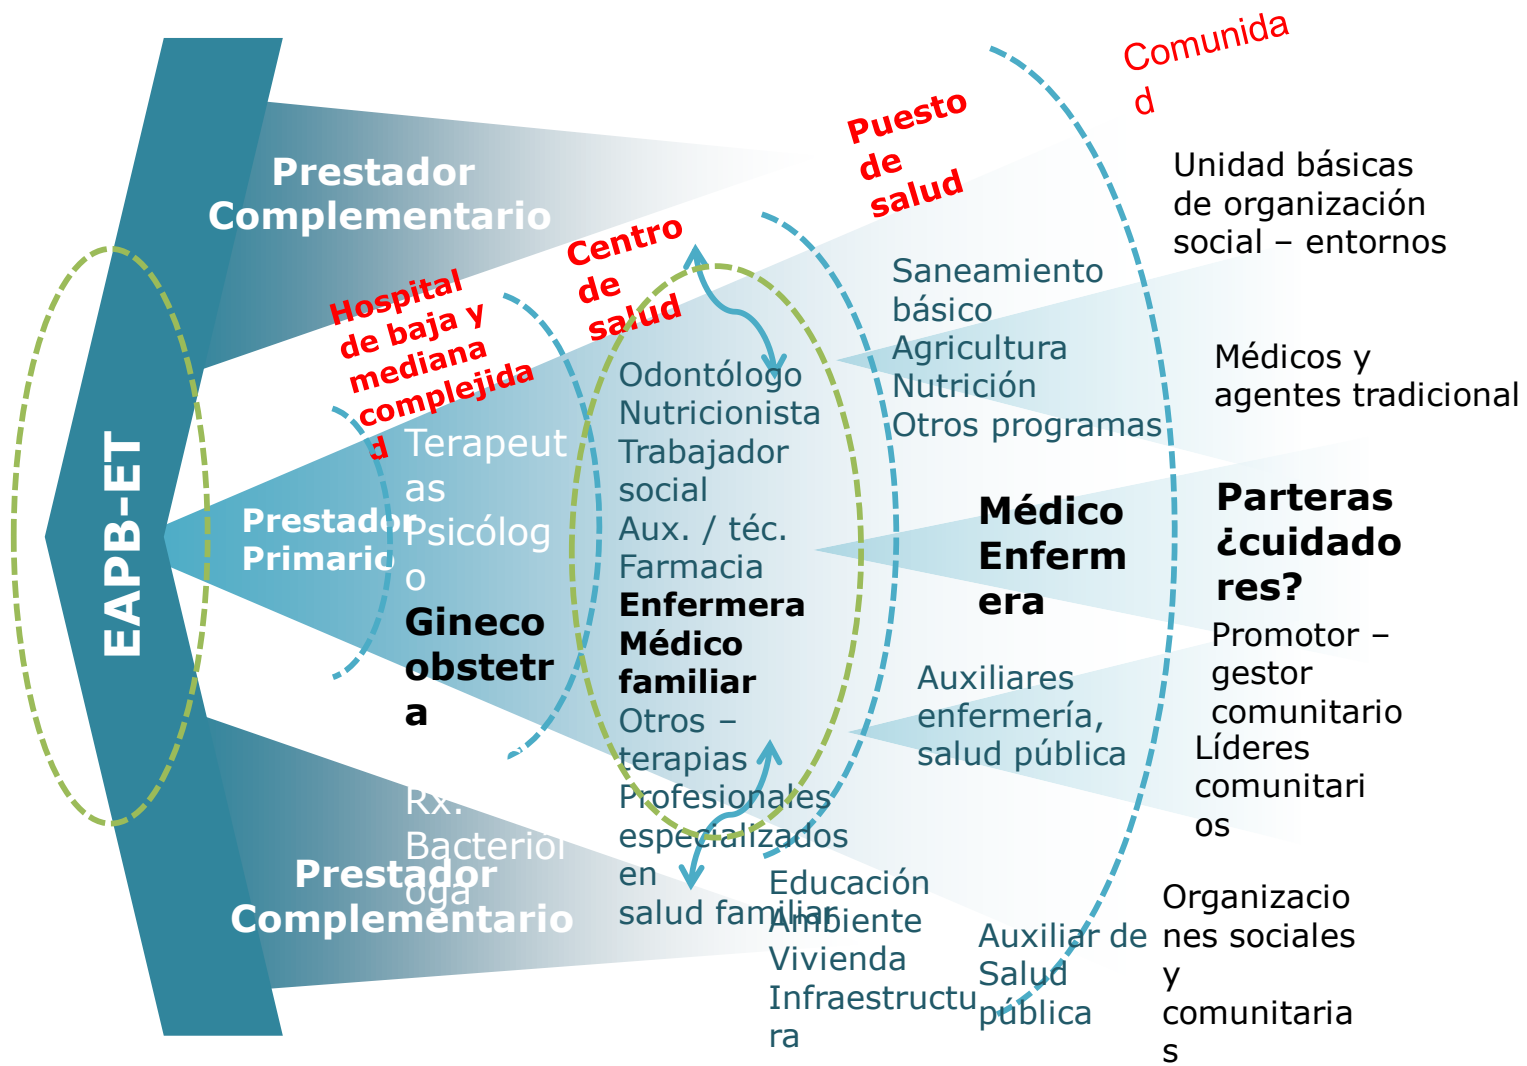 Comunida
d
Puesto
de
salud
Unidad básicas
de organización
social – entornos
Prestador
Complementario
Centro
de
salud
Hospital
de baja y
mediana
complejida
d
Saneamiento
básico
Agricultura
Nutrición
Otros programas
Médicos y
agentes tradicional
Odontólogo
Nutricionista
Trabajador
social
Aux. / téc.
Farmacia
Enfermera
Médico
familiar
Otros –
terapias
Profesionales
especializados
en
salud familiar
Terapeut
as
Psicólog
o
Gineco
obstetr
a
Rx.
Bacteriol
oga
EAPB-ET
Prestador
Primario
Médico
Enferm
era
Parteras
¿cuidado
res?
Promotor –
gestor
comunitario
Auxiliares
enfermería,
salud pública
Líderes
comunitari
os
Prestador
Complementario
Educación
Ambiente
Vivienda
Infraestructu
ra
Auxiliar de
Salud
pública
Organizacio
nes sociales
y
comunitaria
s